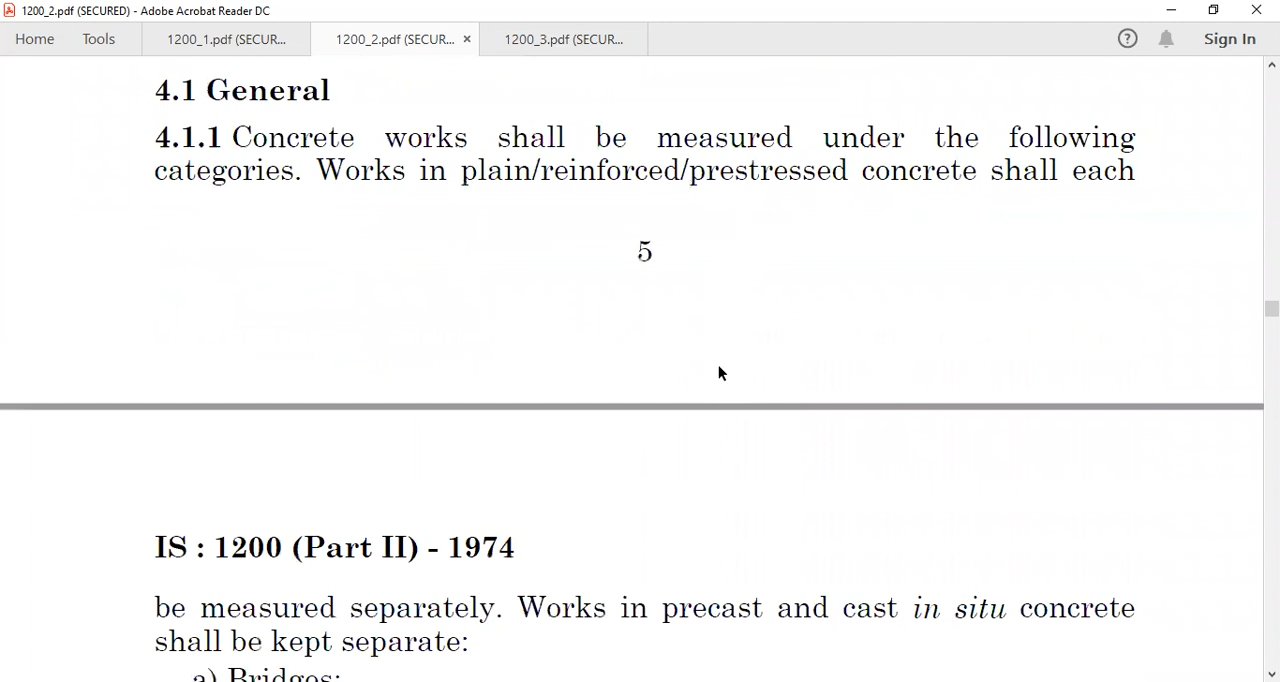 1200_2.pdf (SECURED) - Adobe Acrobat Reader DC
Home Tools 1200_1.pdf (SECUR... 1200_2.pdf (SECUR... × 1200_3.pdf (SECUR... Sign In
4.1 General
4.1.1 Concrete works shall be measured under the following
categories. Works in plain/reinforced/prestressed concrete shall each
5
IS : 1200 (Part II) - 1974
be measured separately. Works in precast and cast in situ concrete
shall be kept separate:
a) Bridges: